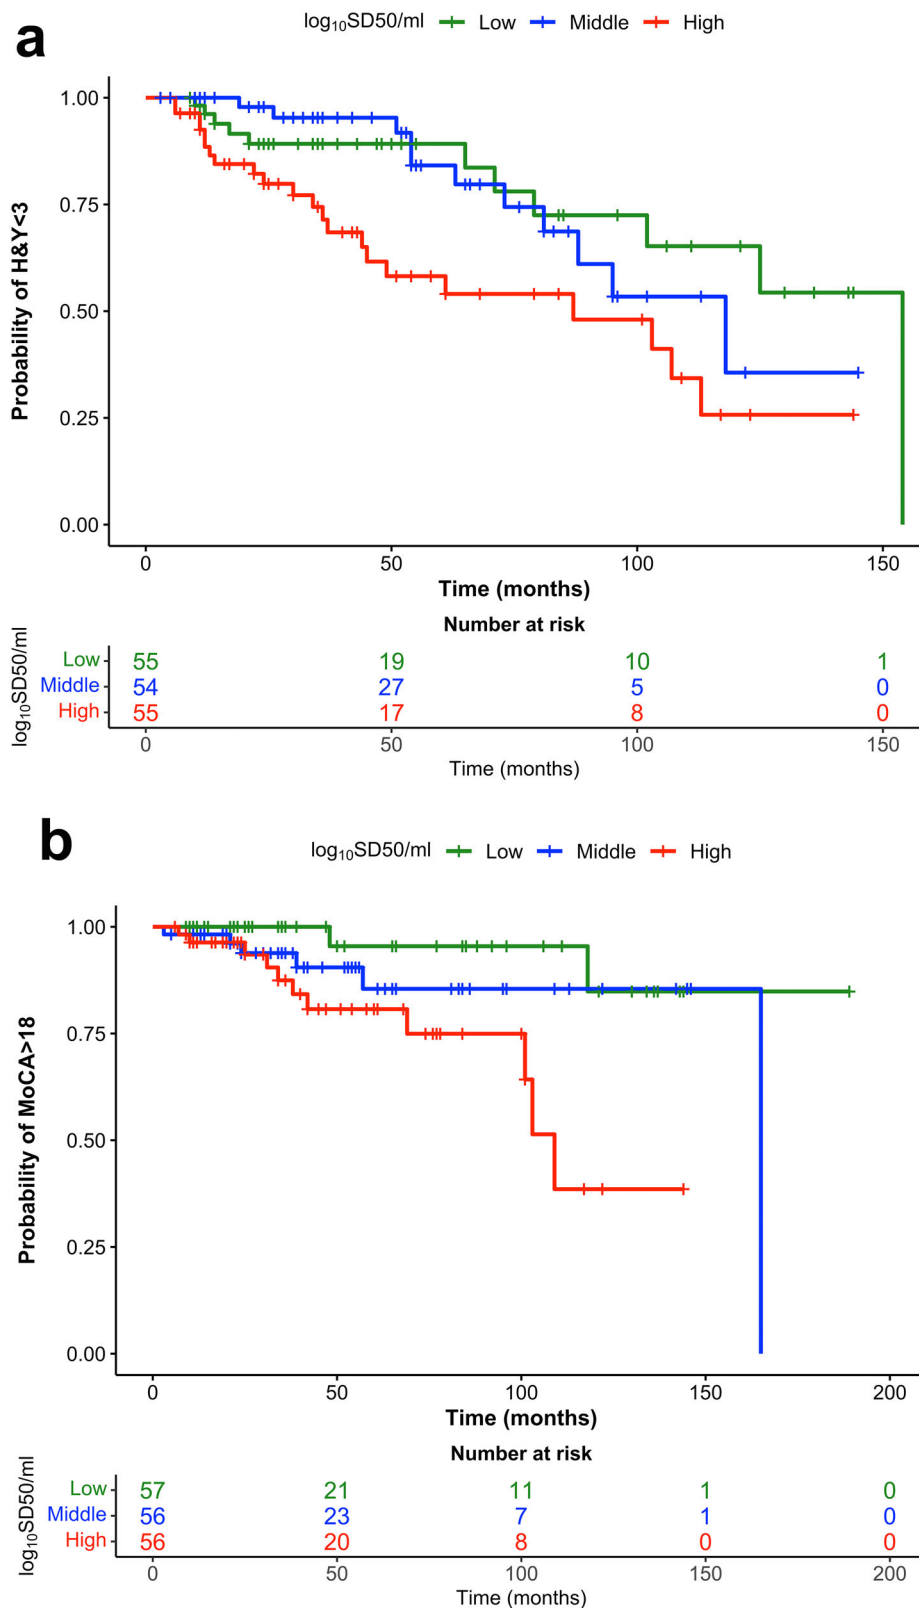 a
log₁₀SD50/ml Low Middle High
1.00
0.75
0.50
0.25
0.00
Probability of H&Y<3
0 50 100 150
Time (months)
Number at risk
log₁₀SD50/ml
Low 55 19 10 1
Middle 54 27 5 0
High 55 17 8 0
0 50 100 150
Time (months)
b
log₁₀SD50/ml Low Middle High
1.00
0.75
0.50
0.25
0.00
Probability of MoCA>18
0 50 100 150 200
Time (months)
Number at risk
log₁₀SD50/ml
Low 57 21 11 1 0
Middle 56 23 7 1 0
High 56 20 8 0 0
0 50 100 150 200
Time (months)